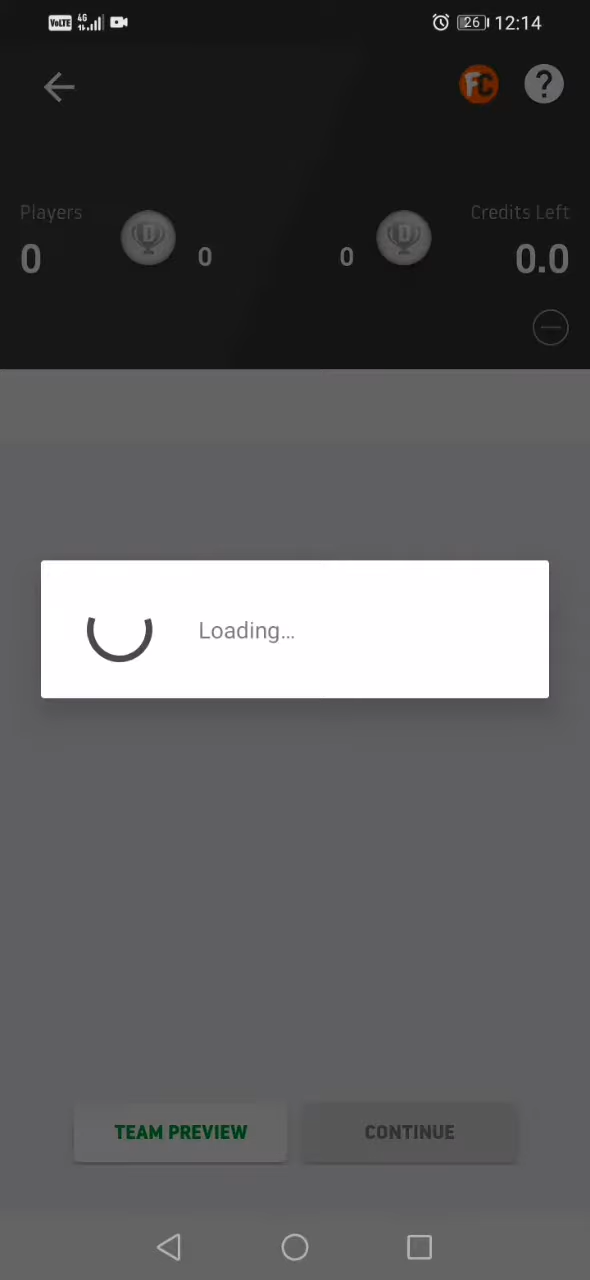 VoLTE 4G 26 12:14
FC ?
Players Credits Left
0 D 0 0 D 0.0
Loading...
TEAM PREVIEW CONTINUE